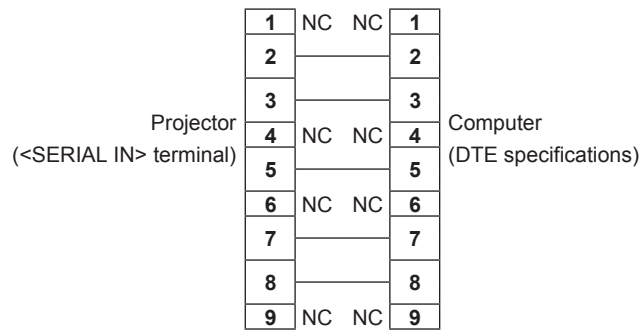 1 NC NC 1
2 2
3 3
Projector
(<SERIAL IN> terminal)
4 NC NC 4
Computer
(DTE specifications)
5 5
6 NC NC 6
7 7
8 8
9 NC NC 9